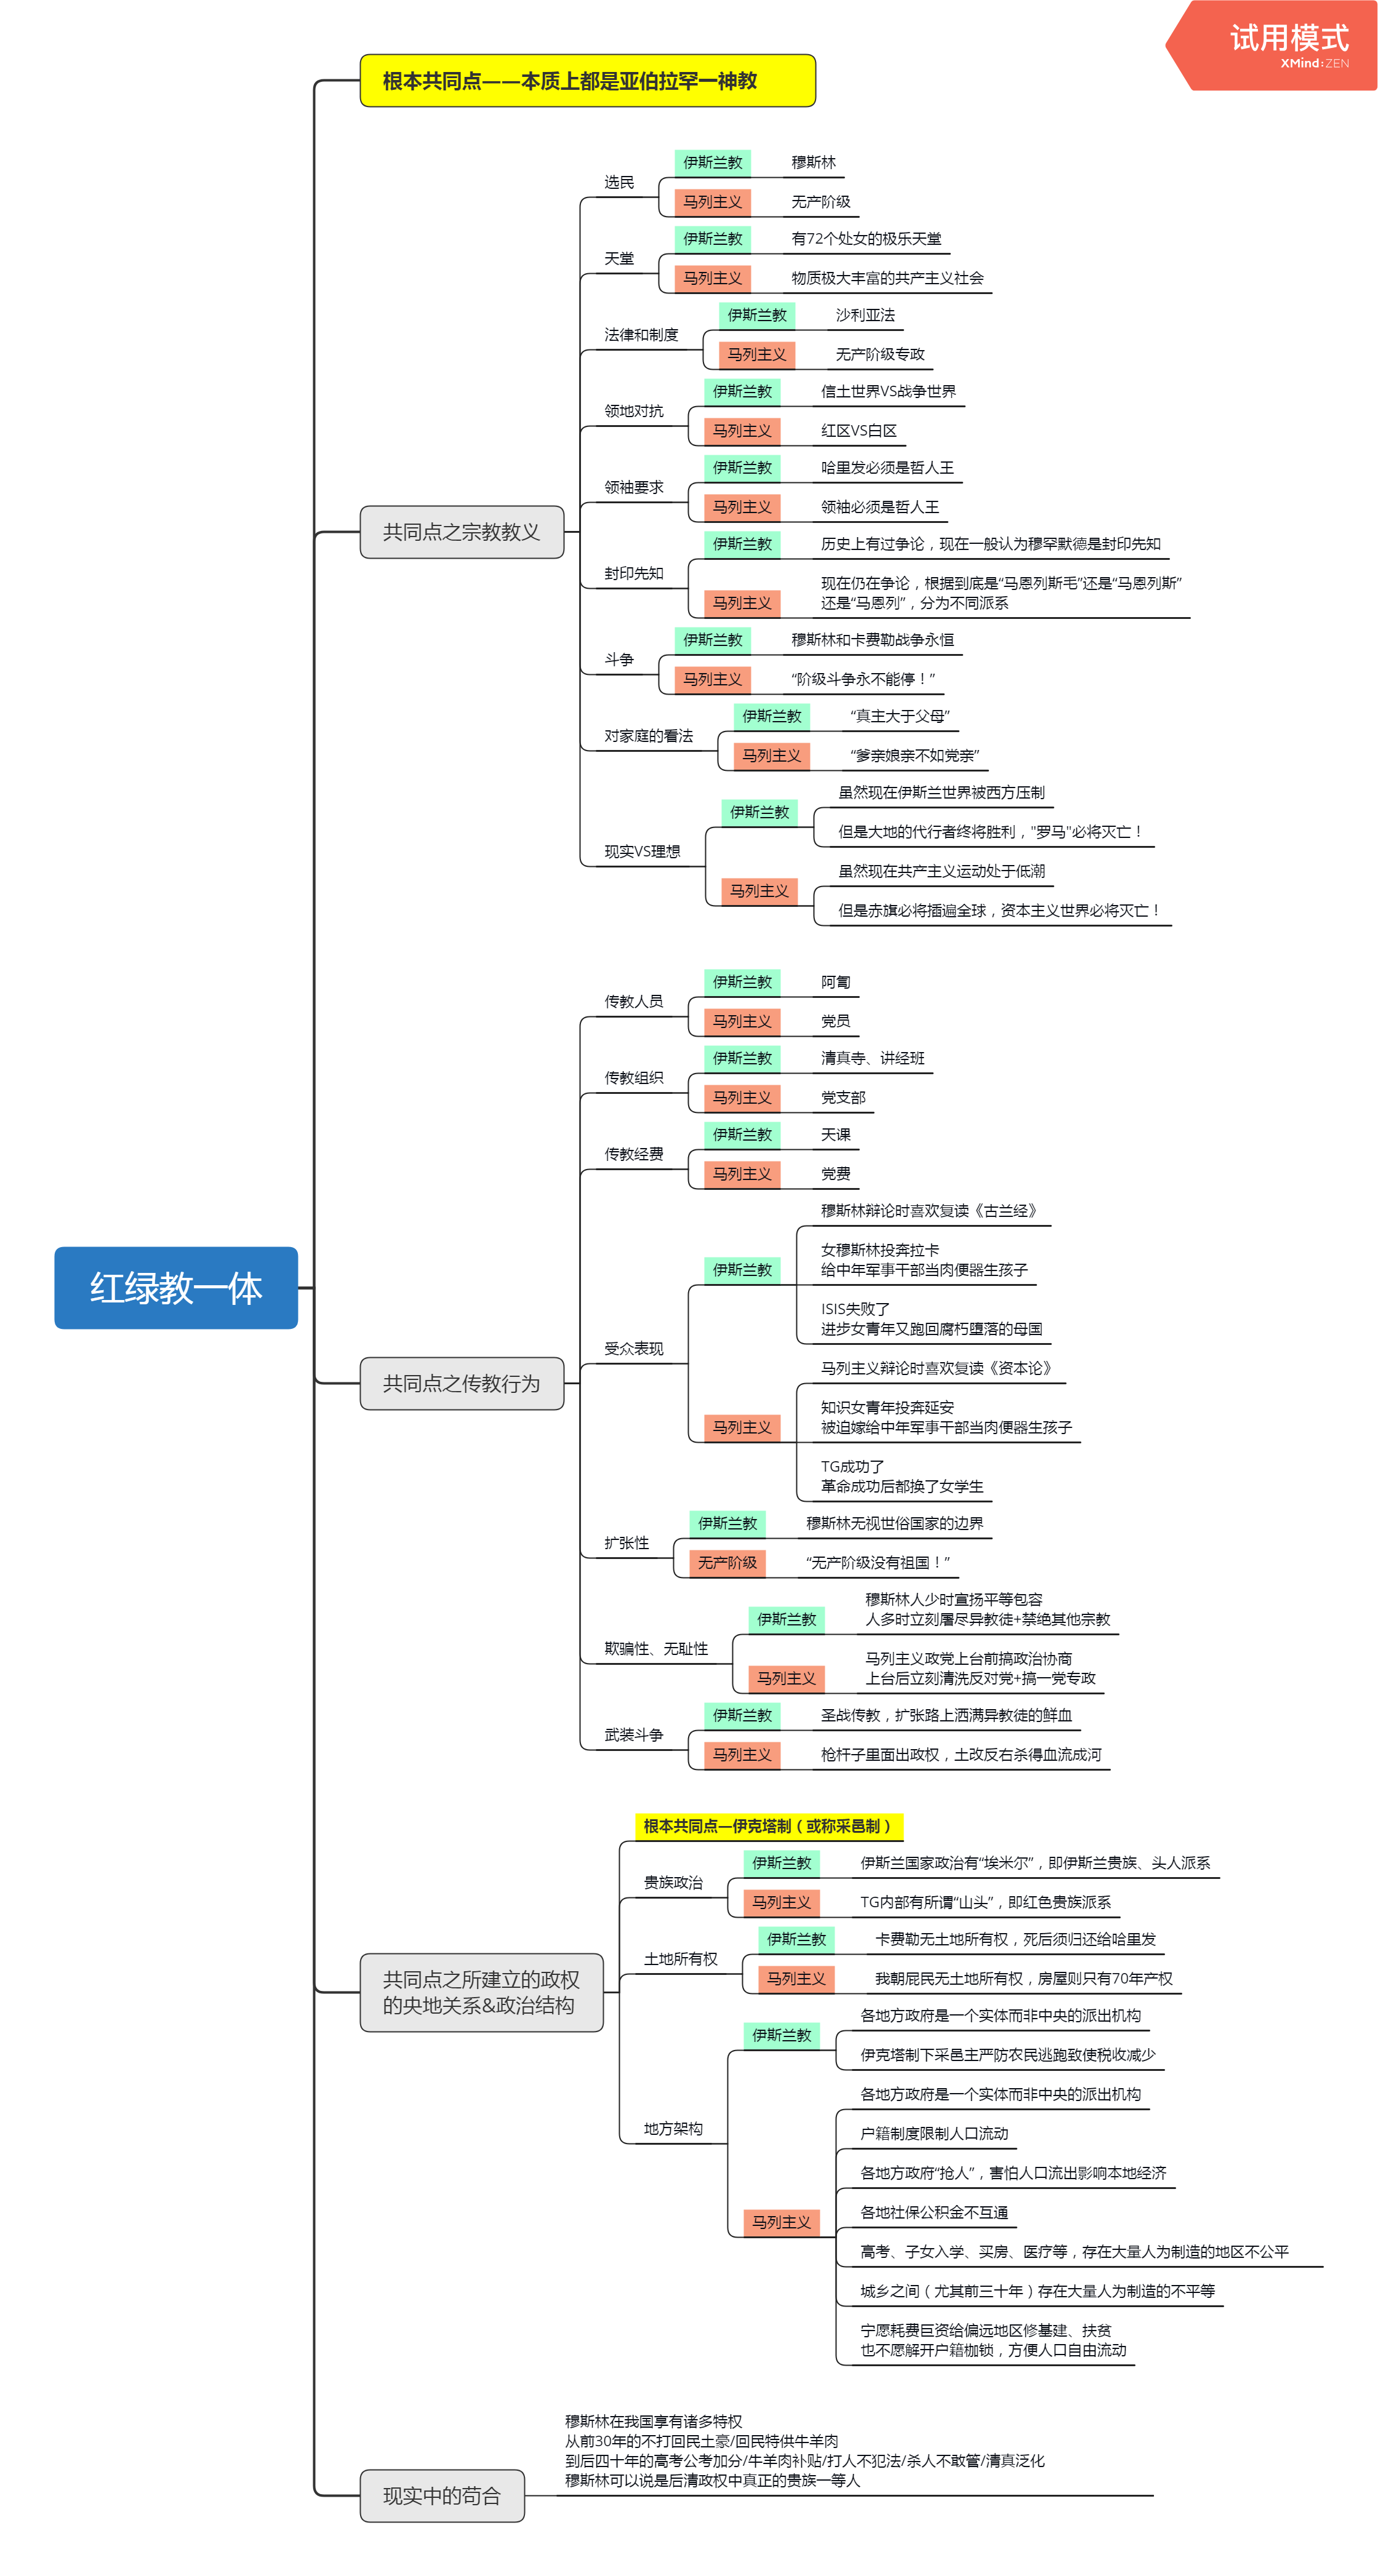 试用模式
XMind:ZEN
根本共同点——本质上都是亚伯拉罕一神教
选民
伊斯兰教
穆斯林
马列主义
无产阶级
天堂
伊斯兰教
有72个处女的极乐天堂
马列主义
物质极大丰富的共产主义社会
法律和制度
伊斯兰教
沙利亚法
马列主义
无产阶级专政
领地对抗
伊斯兰教
信士世界VS战争世界
马列主义
红区VS白区
共同点之宗教教义
领袖要求
伊斯兰教
哈里发必须是哲人王
马列主义
领袖必须是哲人王
封印先知
伊斯兰教
历史上有过争论，现在一般认为穆罕默德是封印先知
马列主义
现在仍在争论，根据到底是“马恩列斯毛”还是“马恩列斯”
还是“马恩列”，分为不同派系
斗争
伊斯兰教
穆斯林和卡费勒战争永恒
马列主义
“阶级斗争永不能停！”
对家庭的看法
伊斯兰教
“真主大于父母”
马列主义
“爹亲娘亲不如党亲”
现实VS理想
伊斯兰教
虽然现在伊斯兰世界被西方压制
但是大地的代行者终将胜利，"罗马"必将灭亡！
马列主义
虽然现在共产主义运动处于低潮
但是赤旗必将插遍全球，资本主义世界必将灭亡！
传教人员
伊斯兰教
阿訇
马列主义
党员
传教组织
伊斯兰教
清真寺、讲经班
马列主义
党支部
传教经费
伊斯兰教
天课
马列主义
党费
红绿教一体
共同点之传教行为
受众表现
伊斯兰教
穆斯林辩论时喜欢复读《古兰经》
女穆斯林投奔拉卡
给中年军事干部当肉便器生孩子
ISIS失败了
进步女青年又跑回腐朽堕落的母国
马列主义
马列主义辩论时喜欢复读《资本论》
知识女青年投奔延安
被迫嫁给中年军事干部当肉便器生孩子
TG成功了
革命成功后都换了女学生
扩张性
伊斯兰教
穆斯林无视世俗国家的边界
无产阶级
“无产阶级没有祖国！”
欺骗性、无耻性
伊斯兰教
穆斯林人少时宣扬平等包容
人多时立刻屠尽异教徒+禁绝其他宗教
马列主义
马列主义政党上台前搞政治协商
上台后立刻清洗反对党+搞一党专政
武装斗争
伊斯兰教
圣战传教，扩张路上洒满异教徒的鲜血
马列主义
枪杆子里面出政权，土改反右杀得血流成河
根本共同点—伊克塔制（或称采邑制）
贵族政治
伊斯兰教
伊斯兰国家政治有“埃米尔”，即伊斯兰贵族、头人派系
马列主义
TG内部有所谓“山头”，即红色贵族派系
共同点之所建立的政权
的央地关系&政治结构
土地所有权
伊斯兰教
卡费勒无土地所有权，死后须归还给哈里发
马列主义
我朝屁民无土地所有权，房屋则只有70年产权
地方架构
伊斯兰教
各地方政府是一个实体而非中央的派出机构
伊克塔制下采邑主严防农民逃跑致使税收减少
马列主义
各地方政府是一个实体而非中央的派出机构
户籍制度限制人口流动
各地方政府“抢人”，害怕人口流出影响本地经济
各地社保公积金不互通
高考、子女入学、买房、医疗等，存在大量人为制造的地区不公平
城乡之间（尤其前三十年）存在大量人为制造的不平等
宁愿耗费巨资给偏远地区修基建、扶贫
也不愿解开户籍枷锁，方便人口自由流动
现实中的苟合
穆斯林在我国享有诸多特权
从前30年的不打回民土豪/回民特供牛羊肉
到后四十年的高考公考加分/牛羊肉补贴/打人不犯法/杀人不敢管/清真泛化
穆斯林可以说是后清政权中真正的贵族一等人